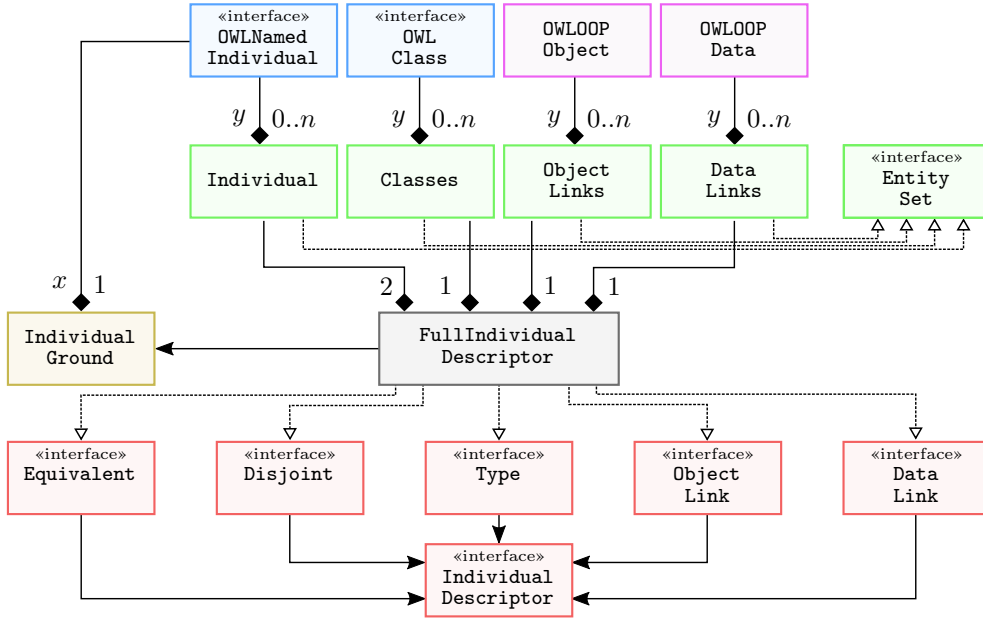 «interface»
OWLNamed
Individual
«interface»
OWL
Class
OWLOOP
Object
OWLOOP
Data
y 0..n
y 0..n
y 0..n
y 0..n
Individual
Classes
Object
Links
Data
Links
«interface»
Entity
Set
x 1
2
1
1
1
Individual
Ground
FullIndividual
Descriptor
«interface»
Equivalent
«interface»
Disjoint
«interface»
Type
«interface»
Object
Link
«interface»
Data
Link
«interface»
Individual
Descriptor